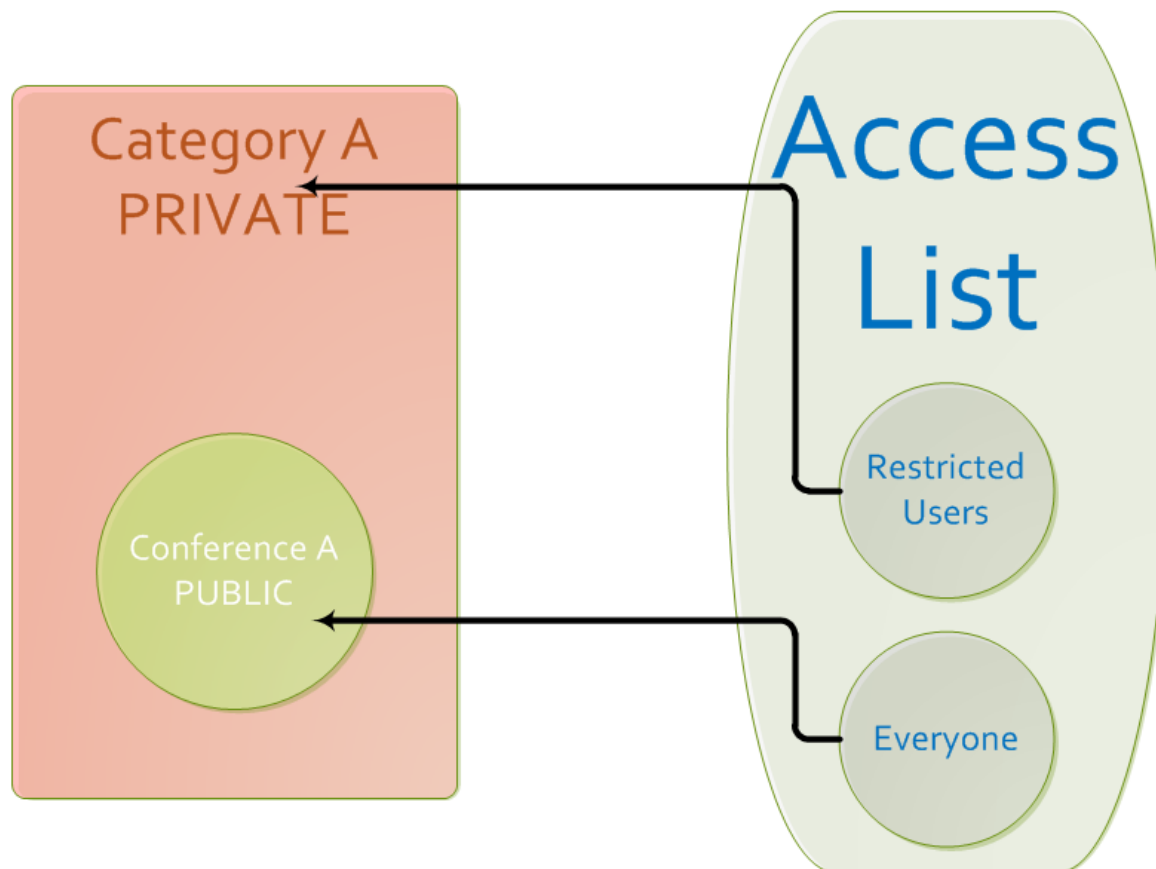 Category A
PRIVATE
Conference A
PUBLIC
Access
List
Restricted
Users
Everyone